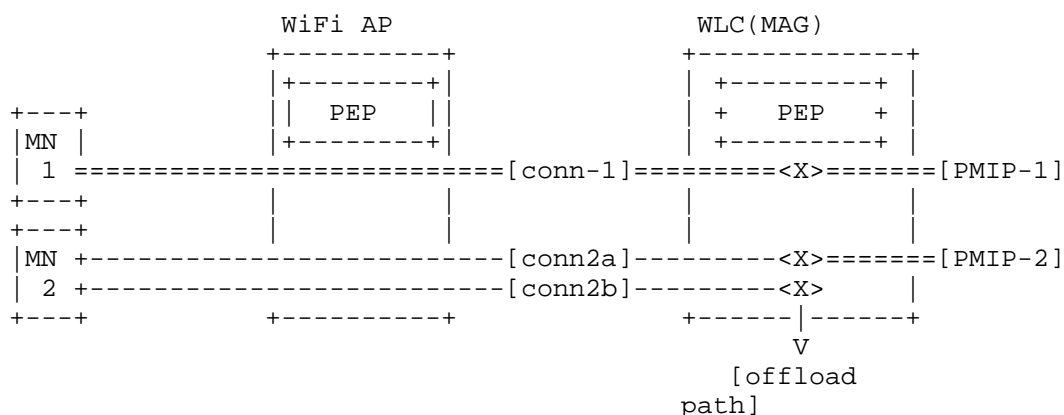 WiFi AP WLC(MAG)
+----------+ +-------------+
|+--------+| | +---------+ |
+---+ || PEP || | + PEP + |
|MN | |+--------+| | +---------+ |
| 1 ===========================[conn-1]=========<X>=======[PMIP-1]
+---+ | | | |
+---+ | | | |
|MN +--------------------------[conn2a]---------<X>=======[PMIP-2]
| 2 +--------------------------[conn2b]---------<X> |
+---+ +----------+ +------|------+
V
[offload
path]